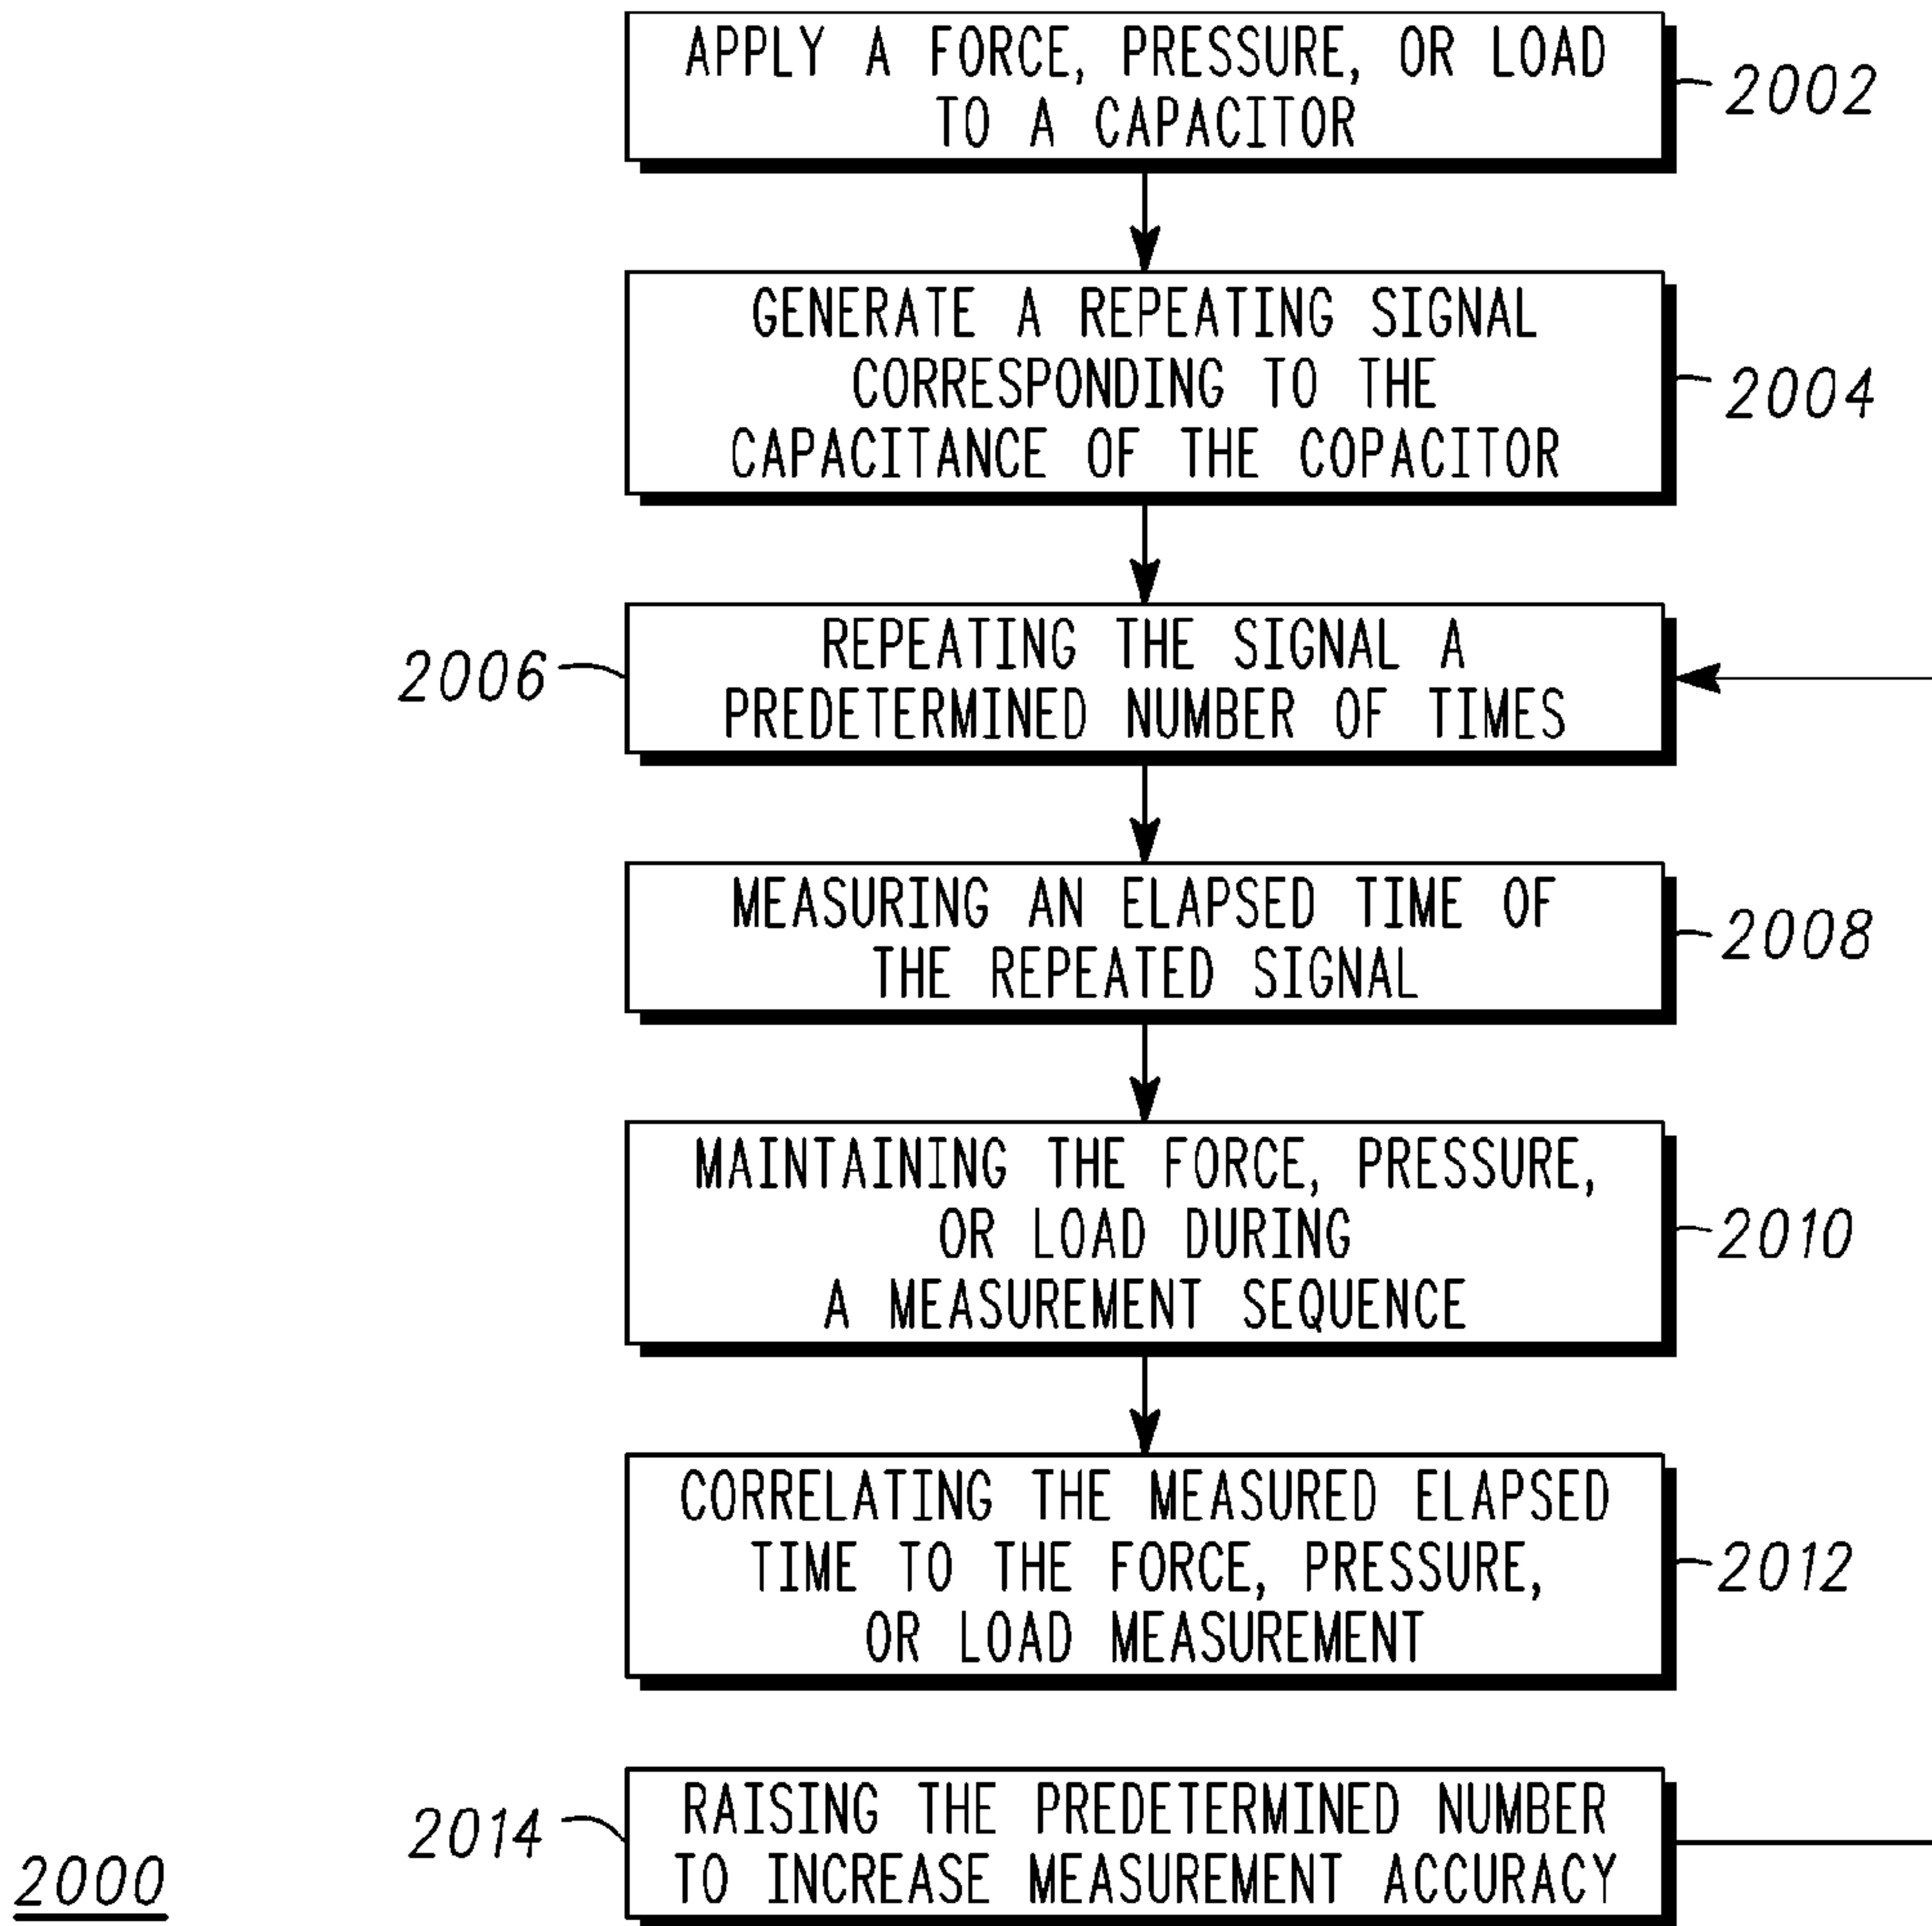 APPLY A FORCE, PRESSURE, OR LOAD
TO A CAPACITOR
2002
GENERATE A REPEATING SIGNAL
CORRESPONDING TO THE
CAPACITANCE OF THE COPACITOR
2004
2006
REPEATING THE SIGNAL A
PREDETERMINED NUMBER OF TIMES
MEASURING AN ELAPSED TIME OF
THE REPEATED SIGNAL
2008
MAINTAINING THE FORCE, PRESSURE,
OR LOAD DURING
A MEASUREMENT SEQUENCE
2010
CORRELATING THE MEASURED ELAPSED
TIME TO THE FORCE, PRESSURE,
OR LOAD MEASUREMENT
2012
2014
RAISING THE PREDETERMINED NUMBER
TO INCREASE MEASUREMENT ACCURACY
2000